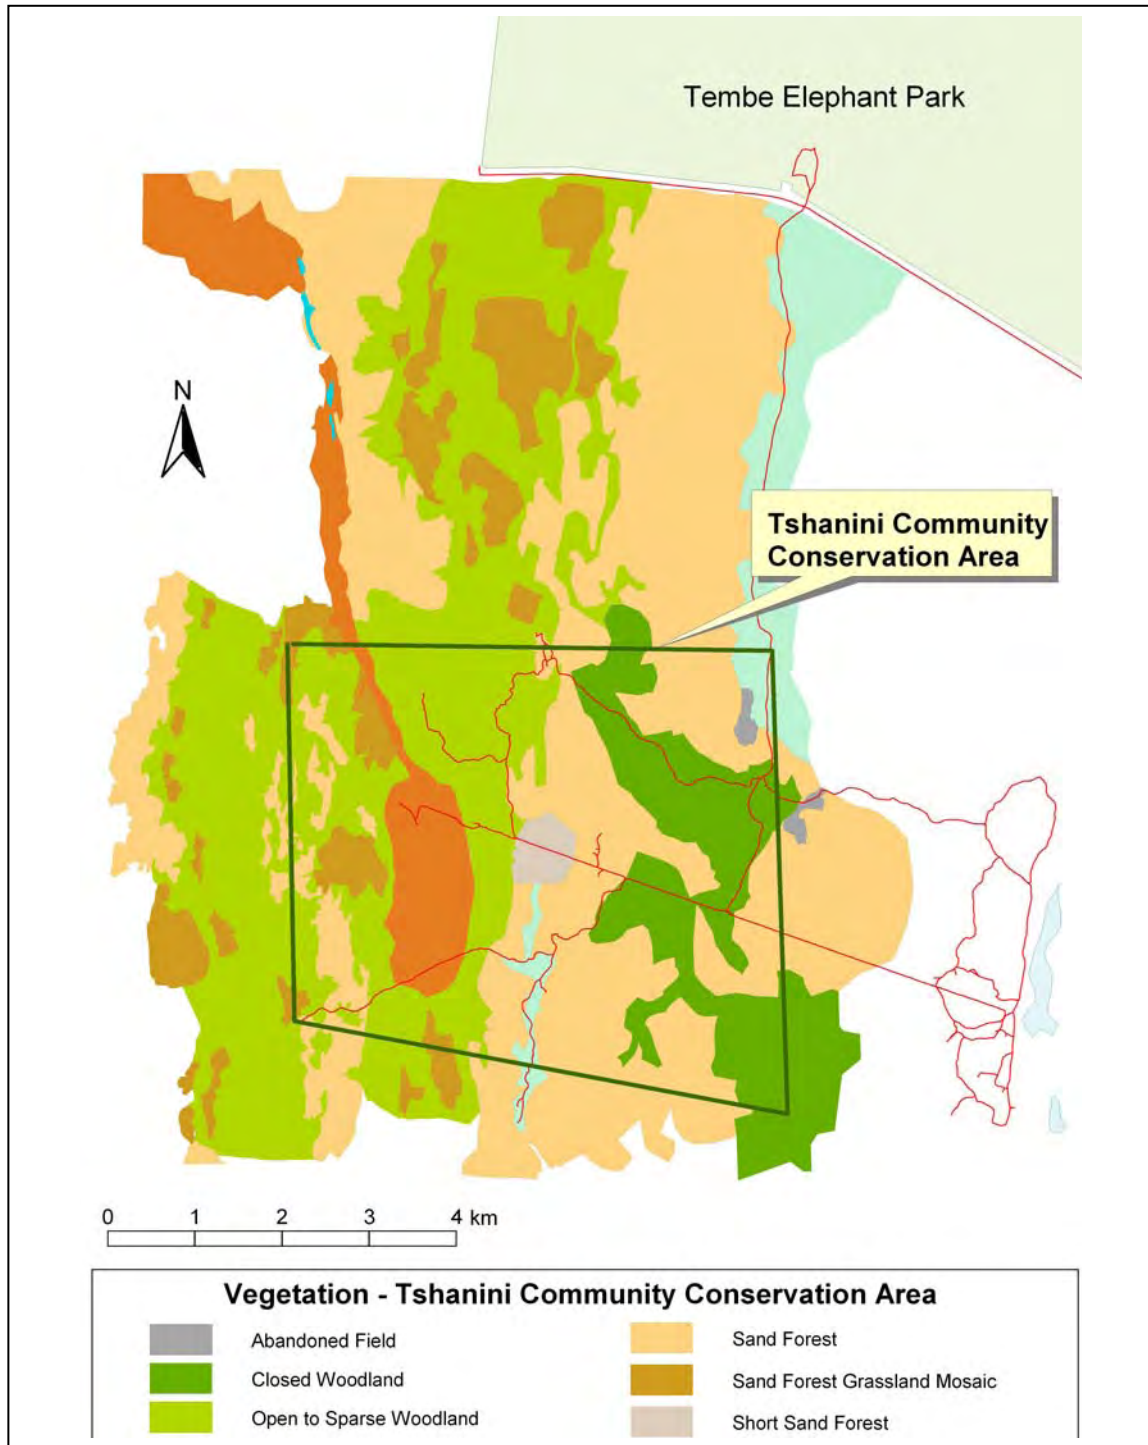 Tembe Elephant Park
N
Tshanini Community
Conservation Area
0 1 2 3 4 km
Vegetation - Tshanini Community Conservation Area
Abandoned Field
Closed Woodland
Open to Sparse Woodland
Sand Forest
Sand Forest Grassland Mosaic
Short Sand Forest